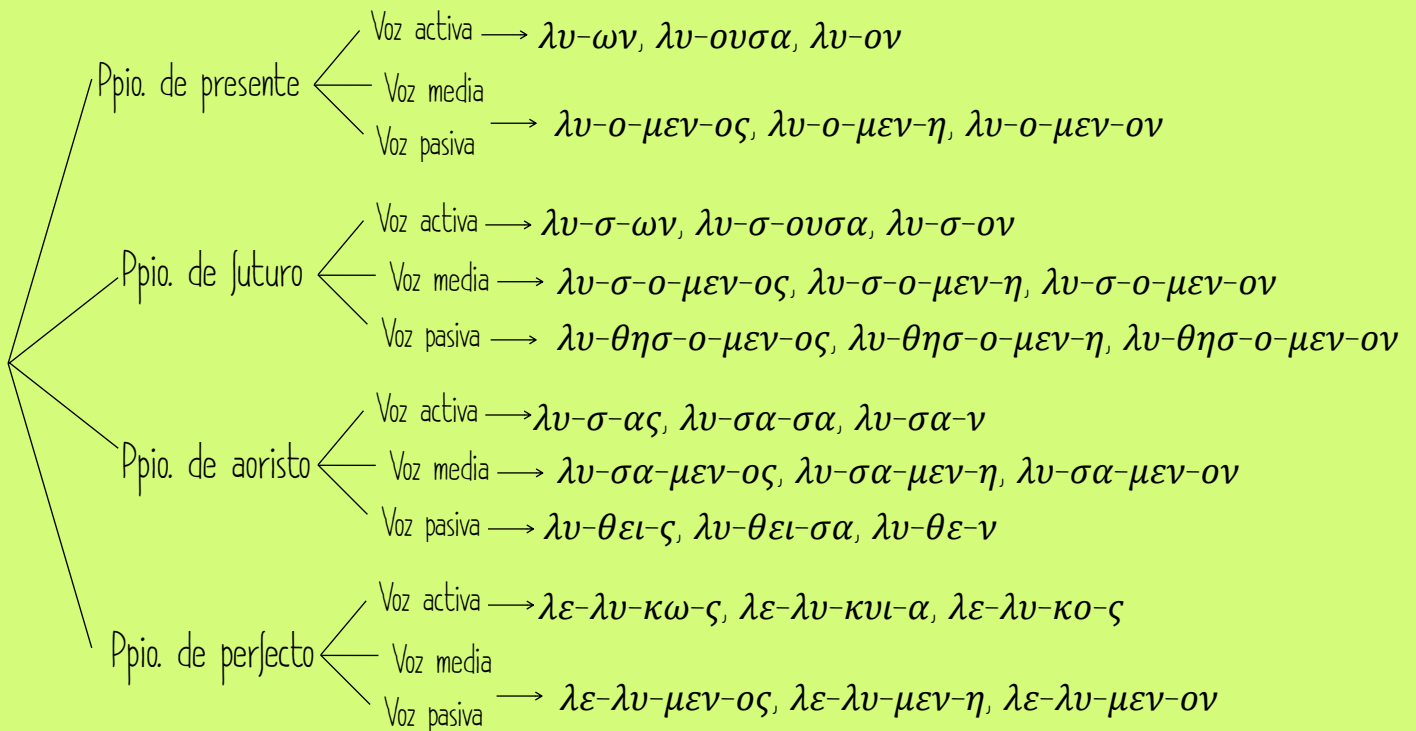 Ppio. de presente
Voz activa → λυ-ων, λυ-ουσα, λυ-ον
Voz media
Voz pasiva → λυ-ο-μεν-ος, λυ-ο-μεν-η, λυ-ο-μεν-ον
Ppio. de futuro
Voz activa → λυ-σ-ων, λυ-σ-ουσα, λυ-σ-ον
Voz media → λυ-σ-ο-μεν-ος, λυ-σ-ο-μεν-η, λυ-σ-ο-μεν-ον
Voz pasiva → λυ-θησ-ο-μεν-ος, λυ-θησ-ο-μεν-η, λυ-θησ-ο-μεν-ον
Ppio. de aoristo
Voz activa → λυ-σ-ας, λυ-σα-σα, λυ-σα-ν
Voz media → λυ-σα-μεν-ος, λυ-σα-μεν-η, λυ-σα-μεν-ον
Voz pasiva → λυ-θει-ς, λυ-θει-σα, λυ-θε-ν
Ppio. de perfecto
Voz activa → λε-λυ-κω-ς, λε-λυ-κυι-α, λε-λυ-κο-ς
Voz media
Voz pasiva → λε-λυ-μεν-ος, λε-λυ-μεν-η, λε-λυ-μεν-ον